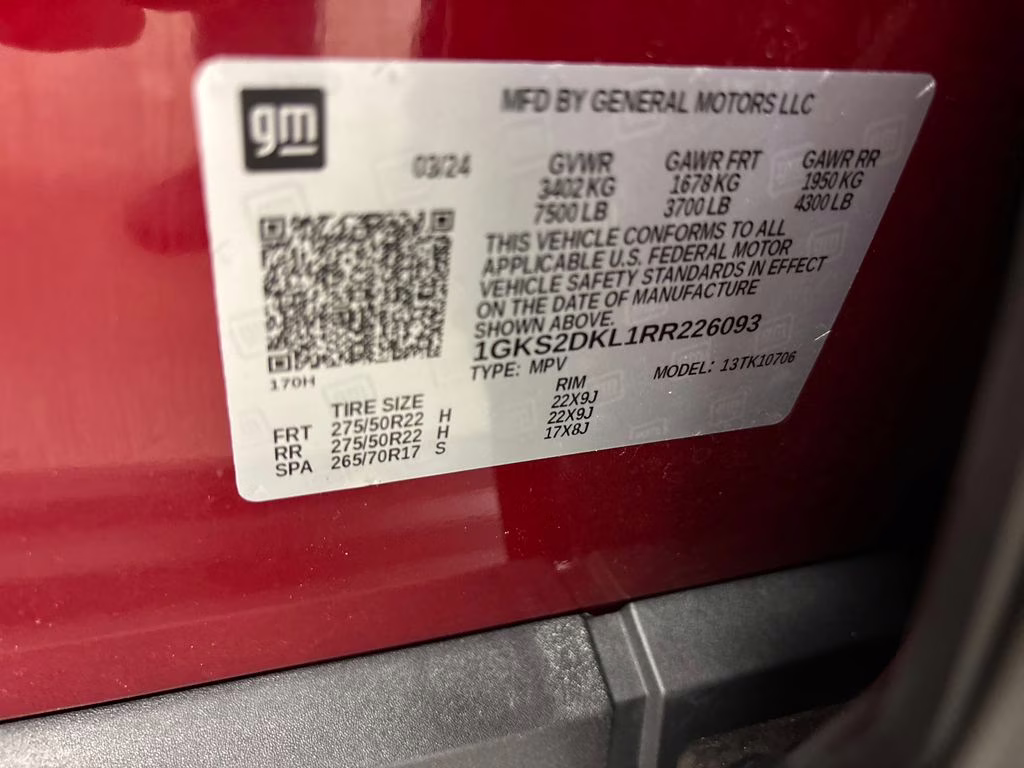 gm
MFD BY GENERAL MOTORS LLC
03/24
GVWR GAWR FRT GAWR RR
3402 KG 1678 KG 1950 KG
7500 LB 3700 LB 4300 LB
THIS VEHICLE CONFORMS TO ALL
APPLICABLE U.S. FEDERAL MOTOR
VEHICLE SAFETY STANDARDS IN EFFECT
ON THE DATE OF MANUFACTURE
SHOWN ABOVE.
1GKS2DKL1RR226093
TYPE: MPV MODEL: 13TK10706
170H
TIRE SIZE RIM
FRT 275/50R22 H 22X9J
RR 275/50R22 H 22X9J
SPA 265/70R17 S 17X8J